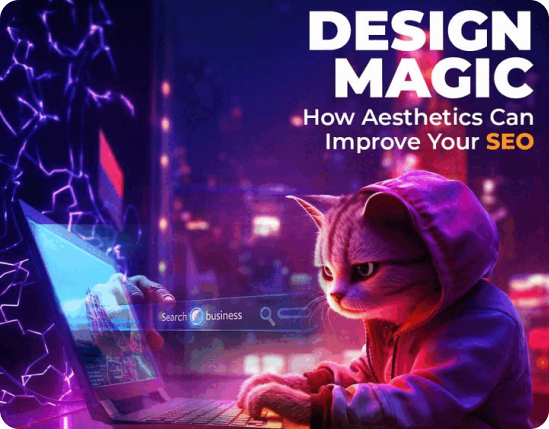 DESIGN
MAGIC
How Aesthetics Can
Improve Your SEO
Search business